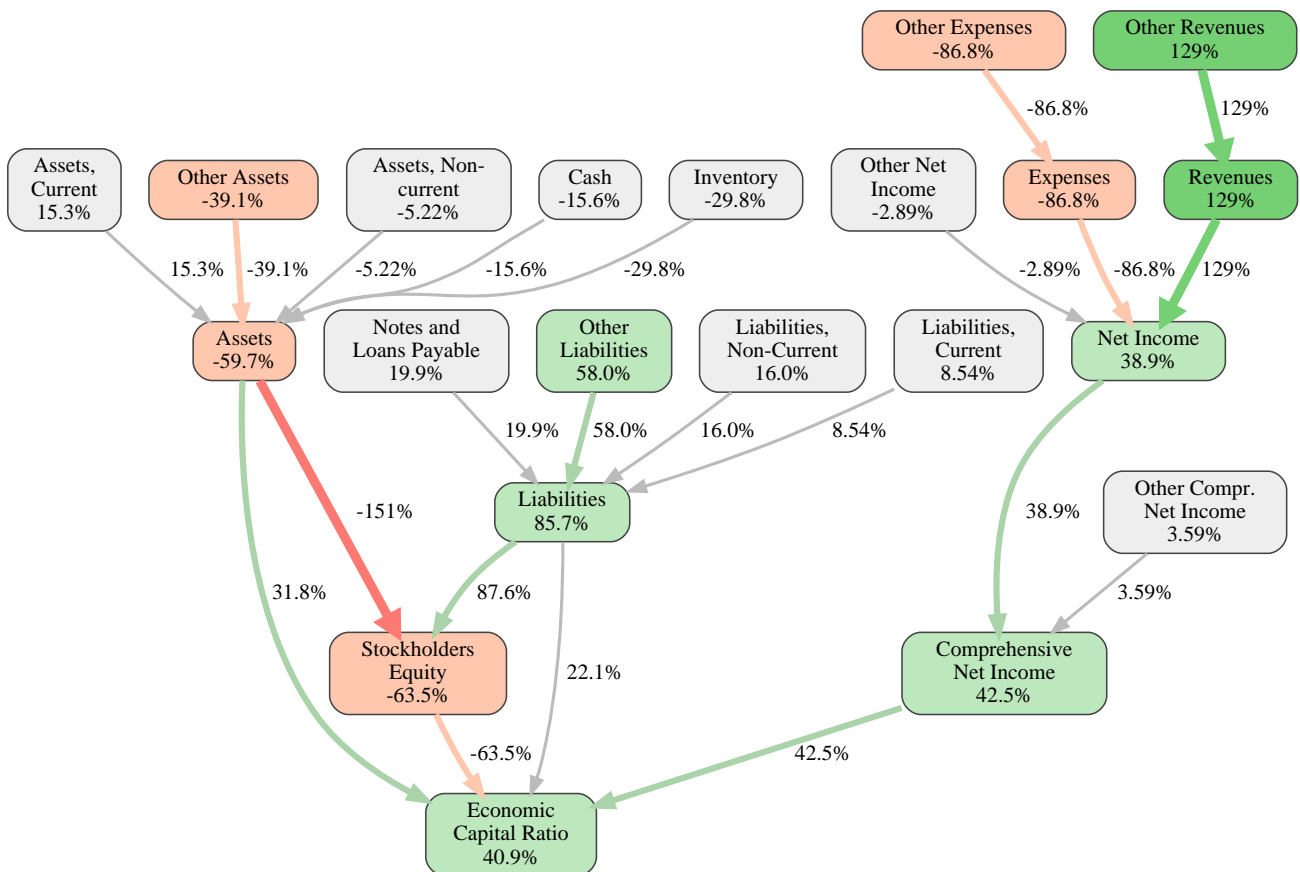 Other Expenses
-86.8%
Other Revenues
129%
-86.8%
129%
Assets,
Current
15.3%
Other Assets
-39.1%
Assets, Non-
current
-5.22%
Cash
-15.6%
Inventory
-29.8%
Other Net
Income
-2.89%
Expenses
-86.8%
Revenues
129%
15.3%
-39.1%
-5.22%
-15.6%
-29.8%
-2.89%
-86.8%
129%
Assets
-59.7%
Notes and
Loans Payable
19.9%
Other
Liabilities
58.0%
Liabilities,
Non-Current
16.0%
Liabilities,
Current
8.54%
Net Income
38.9%
19.9%
58.0%
16.0%
8.54%
Liabilities
85.7%
-151%
38.9%
Other Compr.
Net Income
3.59%
31.8%
87.6%
3.59%
Stockholders
Equity
-63.5%
22.1%
Comprehensive
Net Income
42.5%
-63.5%
42.5%
Economic
Capital Ratio
40.9%